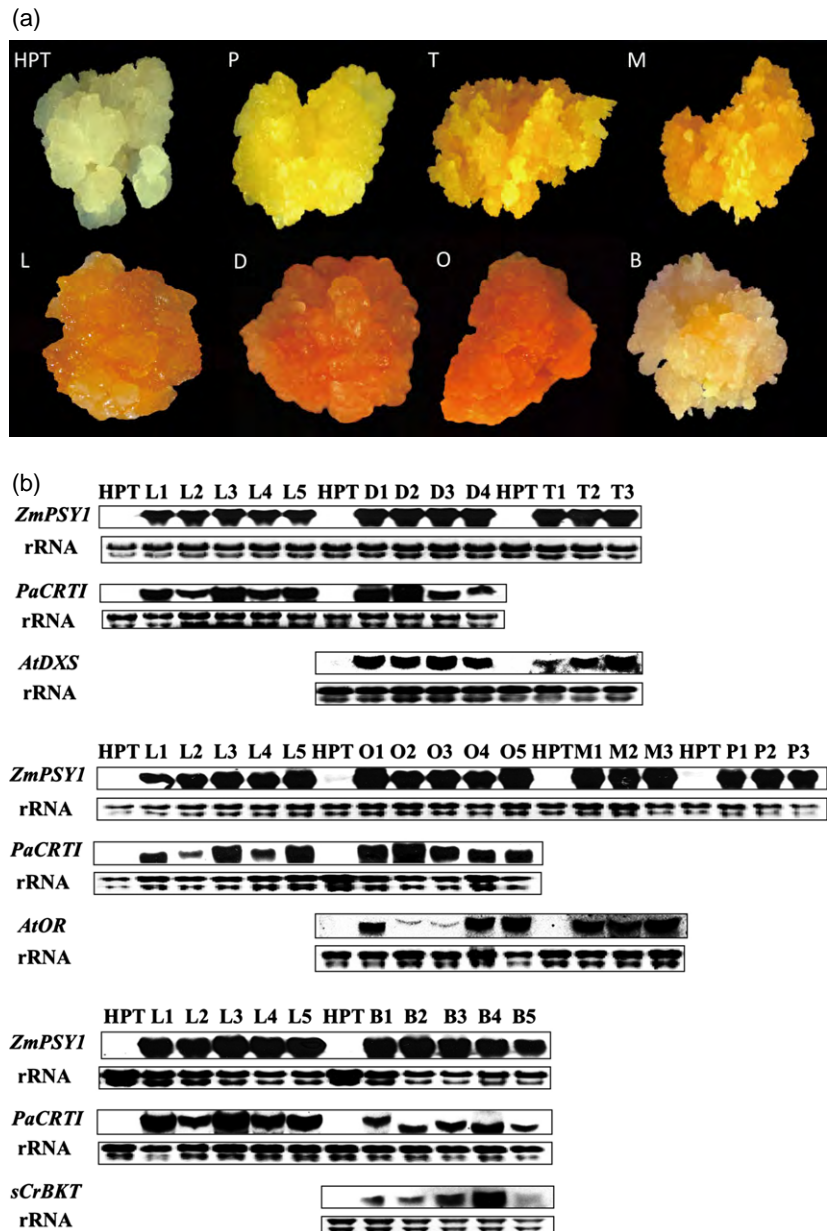 (a)
HPT P T M
L D O B
(b)
HPT L1 L2 L3 L4 L5 HPT D1 D2 D3 D4 HPT T1 T2 T3
ZmPSY1
rRNA
PaCRTI
rRNA
AtDXS
rRNA
HPT L1 L2 L3 L4 L5 HPT O1 O2 O3 O4 O5 HPT M1 M2 M3 HPT P1 P2 P3
ZmPSY1
rRNA
PaCRTI
rRNA
AtOR
rRNA
HPT L1 L2 L3 L4 L5 HPT B1 B2 B3 B4 B5
ZmPSY1
rRNA
PaCRTI
rRNA
sCrBKT
rRNA